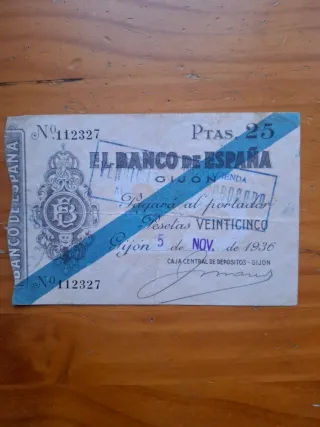 BANCO DE ESPAÑA
No. 112327
PTAS. 25
EL BANCO DE ESPAÑA
GIJÓN
Pagará al portador
Pesetas VEINTICINCO
Gijón 5 de NOV. de 1936
CAJA CENTRAL DE DEPOSITOS - GIJON
No. 112327